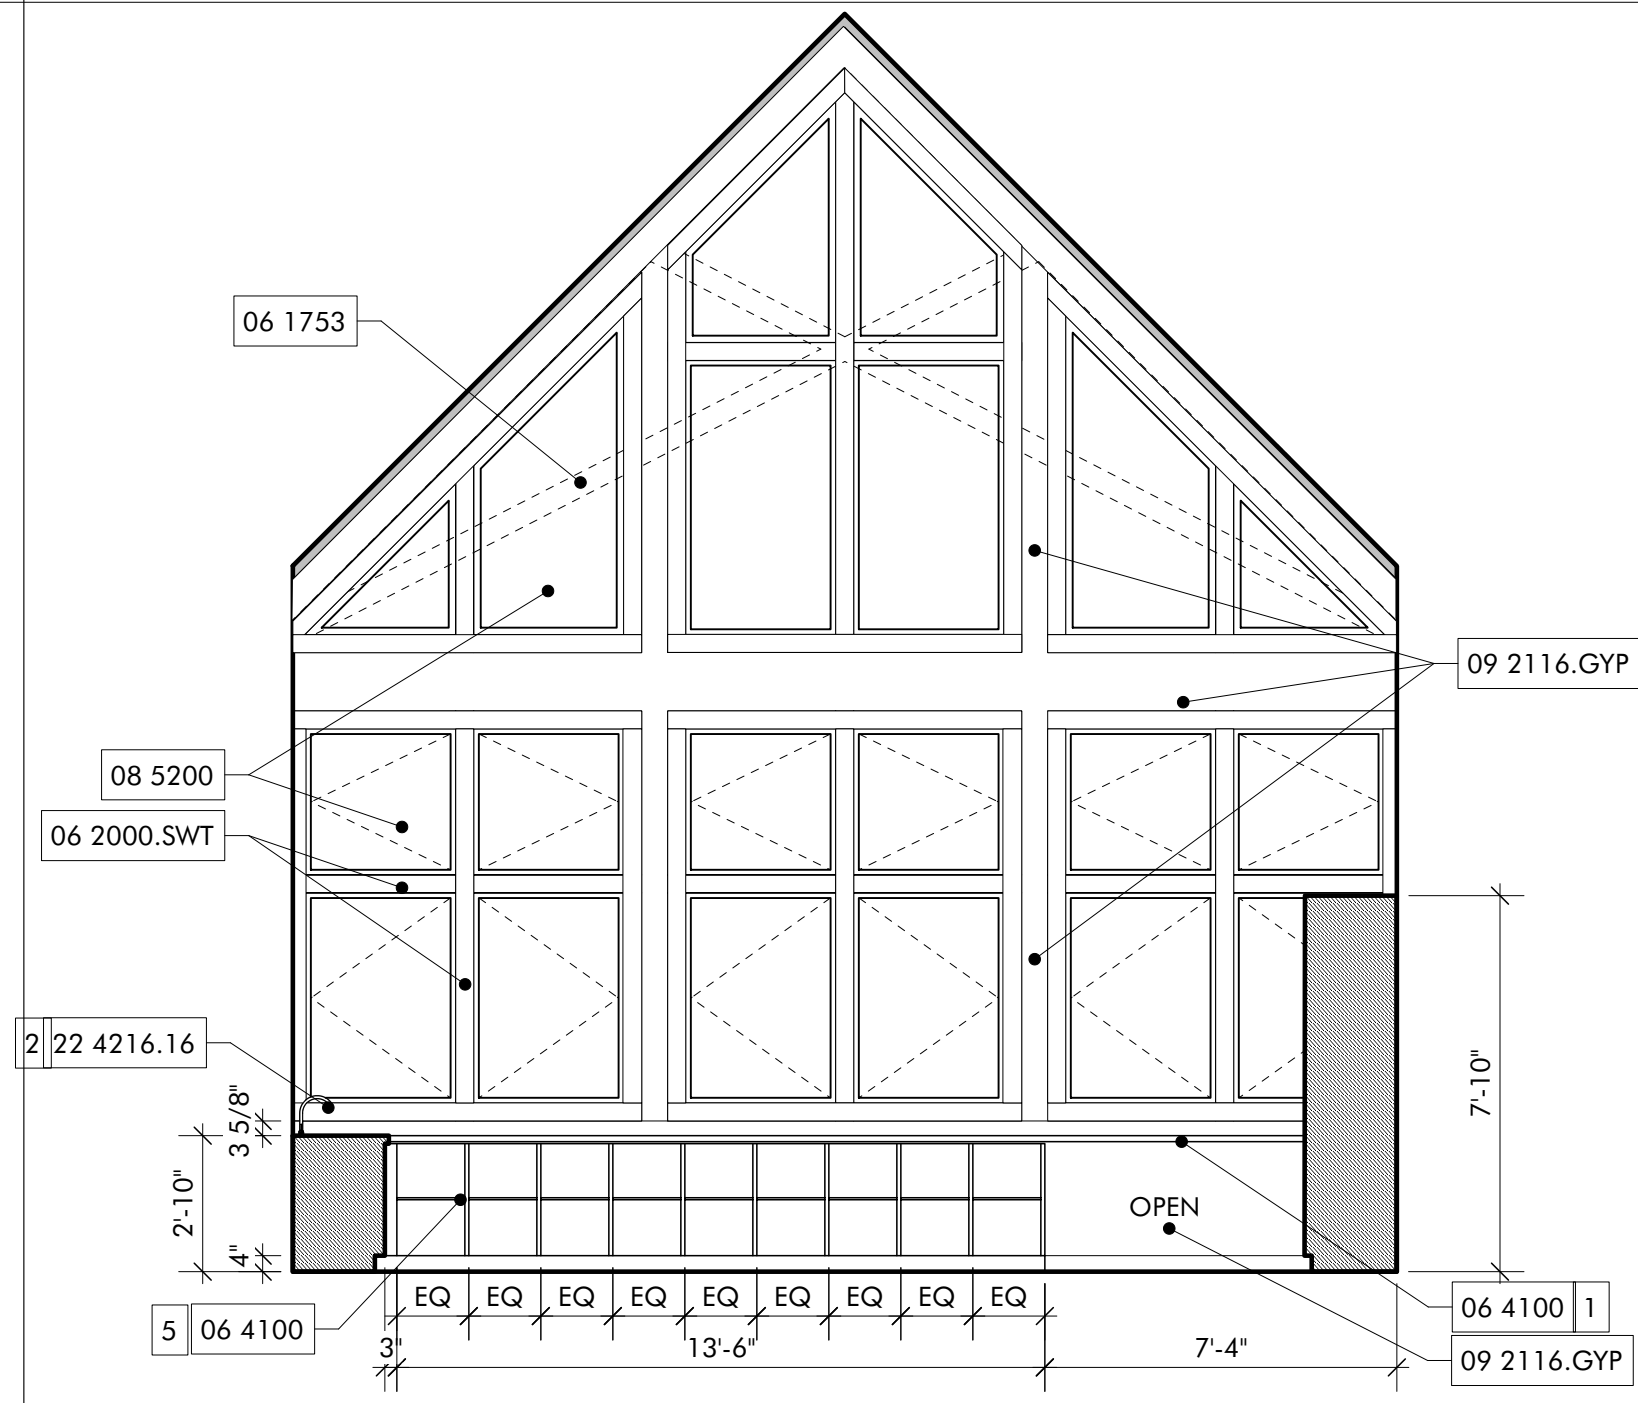 06 1753
09 2116.GYP
08 5200
06 2000.SWT
2 22 4216.16
3 5/8"
7'-10"
2'-10"
4"
OPEN
EQ EQ EQ EQ EQ EQ EQ EQ EQ
5 06 4100
06 4100 1
3" 13'-6" 7'-4"
09 2116.GYP